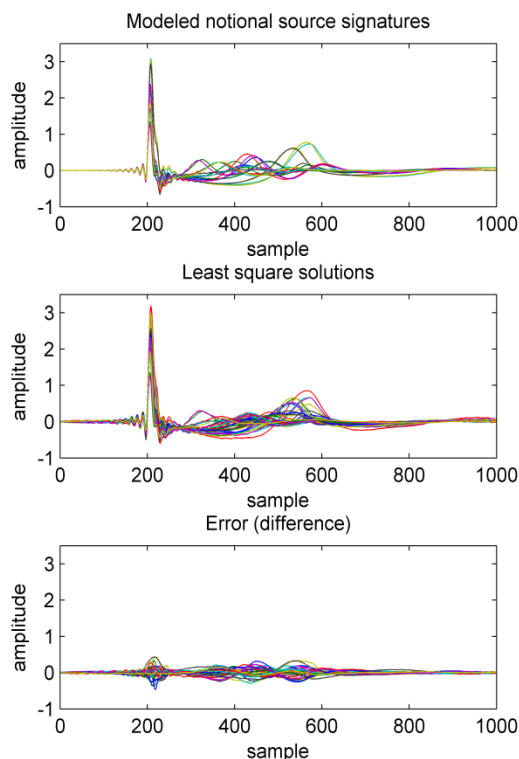 Modeled notional source signatures
3
2
1
0
-1
amplitude
0 200 400 600 800 1000
sample
Least square solutions
3
2
1
0
-1
amplitude
0 200 400 600 800 1000
sample
Error (difference)
3
2
1
0
-1
amplitude
0 200 400 600 800 1000
sample